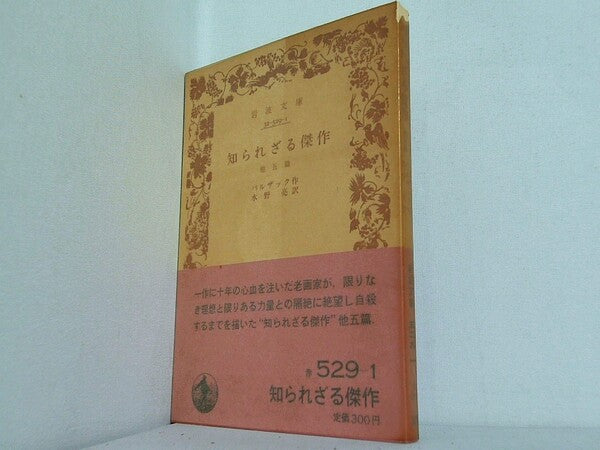 岩波文庫
32-529-1
知られざる傑作
他五篇
バルザック作
水野亮訳
一作に十年の心血を注いだ老画家が、限りなき
理想と限りある力量との隔絶に絶望し自殺
するまでを描いた“知られざる傑作”他五篇.
赤 529-1
知られざる傑作
定価300円